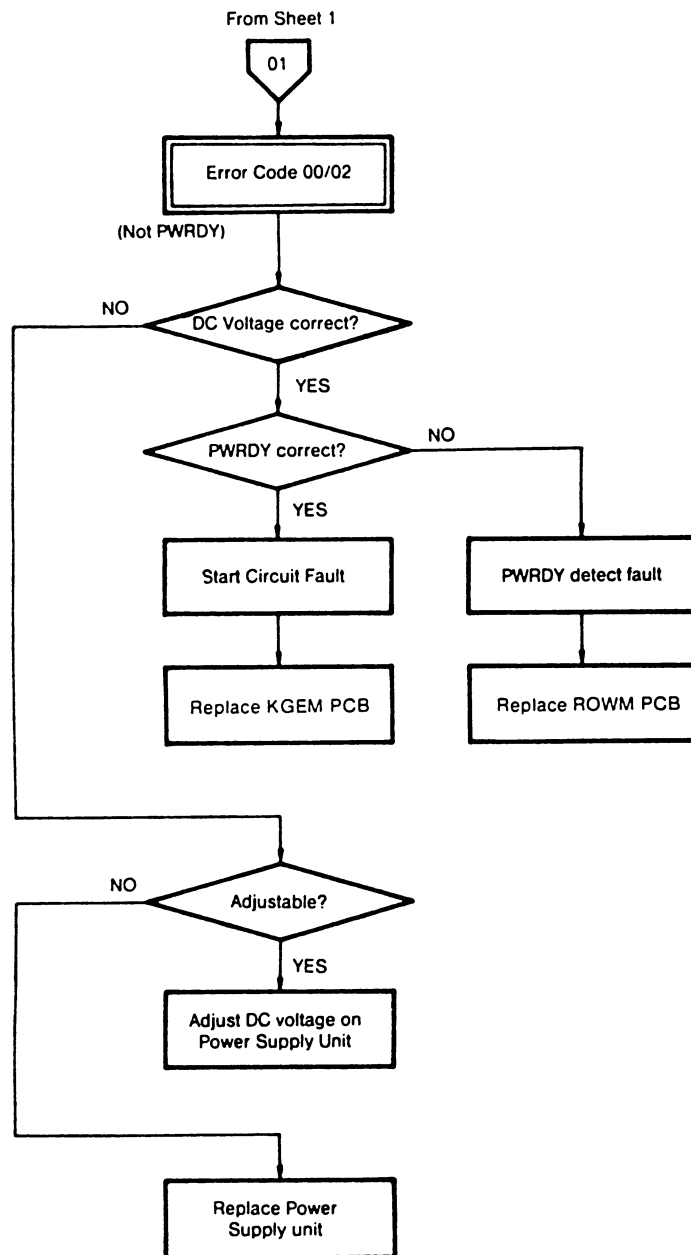 From Sheet 1
01
Error Code 00/02
(Not PWRDY)
NO
DC Voltage correct?
YES
PWRDY correct?
NO
YES
Start Circuit Fault
PWRDY detect fault
Replace KGEM PCB
Replace ROWM PCB
NO
Adjustable?
YES
Adjust DC voltage on
Power Supply Unit
Replace Power
Supply unit